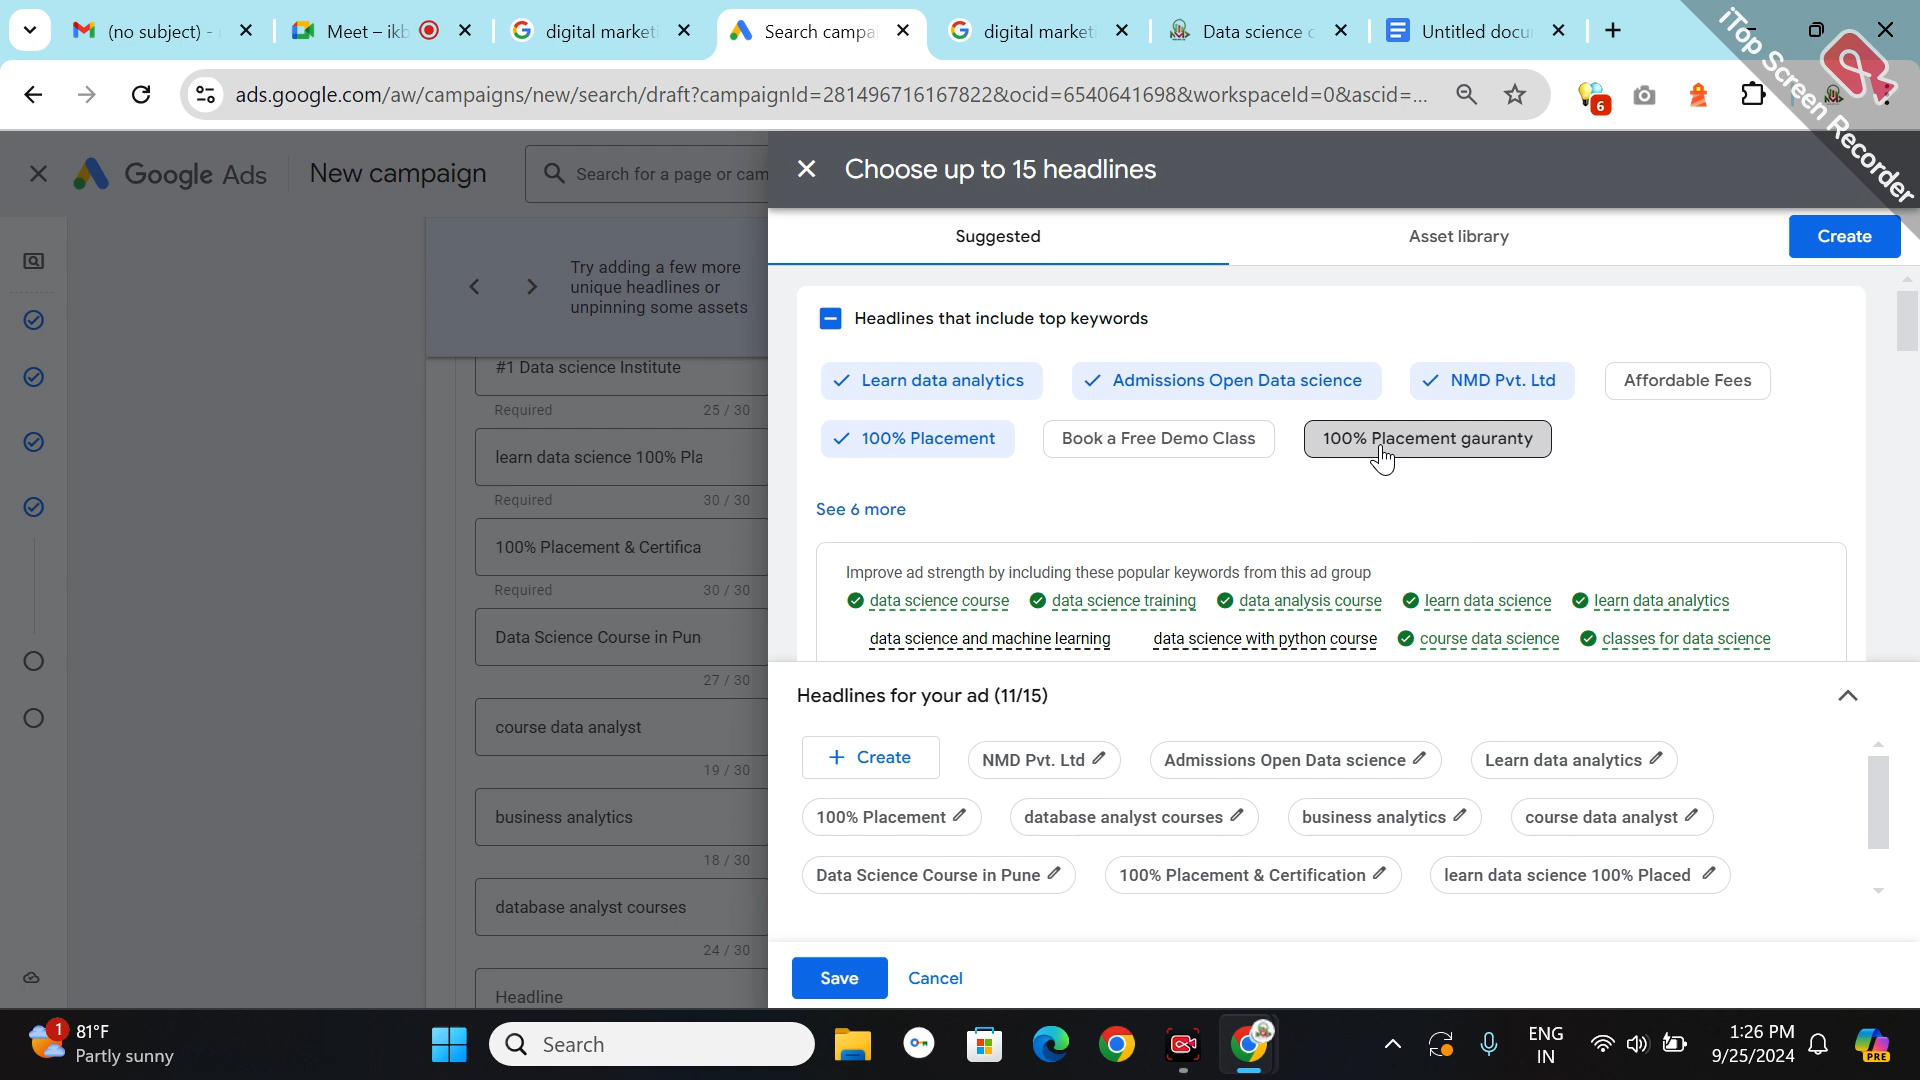 (no subject) -
Meet – ikb
digital marketi
Search campa
digital market
Data science c
Untitled docu
iTop Screen Recorder
ads.google.com/aw/campaigns/new/search/draft?campaignId=281496716167822&ocid=6540641698&workspaceId=0&ascid=...
6
Google Ads
New campaign
Search for a page or cam
Choose up to 15 headlines
Suggested
Asset library
Create
Try adding a few more
unique headlines or
unpinning some assets
Headlines that include top keywords
#1 Data science Institute
Required
25 / 30
learn data science 100% Pla
Required
30 / 30
100% Placement & Certifica
Required
30 / 30
Data Science Course in Pun
27 / 30
course data analyst
19 / 30
business analytics
18 / 30
database analyst courses
24 / 30
Headline
Learn data analytics
Admissions Open Data science
NMD Pvt. Ltd
Affordable Fees
100% Placement
Book a Free Demo Class
100% Placement gauranty
See 6 more
Improve ad strength by including these popular keywords from this ad group
data science course
data science training
data analysis course
learn data science
learn data analytics
data science and machine learning
data science with python course
course data science
classes for data science
Headlines for your ad (11/15)
+ Create
NMD Pvt. Ltd
Admissions Open Data science
Learn data analytics
100% Placement
database analyst courses
business analytics
course data analyst
Data Science Course in Pune
100% Placement & Certification
learn data science 100% Placed
Save
Cancel
1
81°F
Partly sunny
Search
ENG
IN
1:26 PM
9/25/2024
PRE